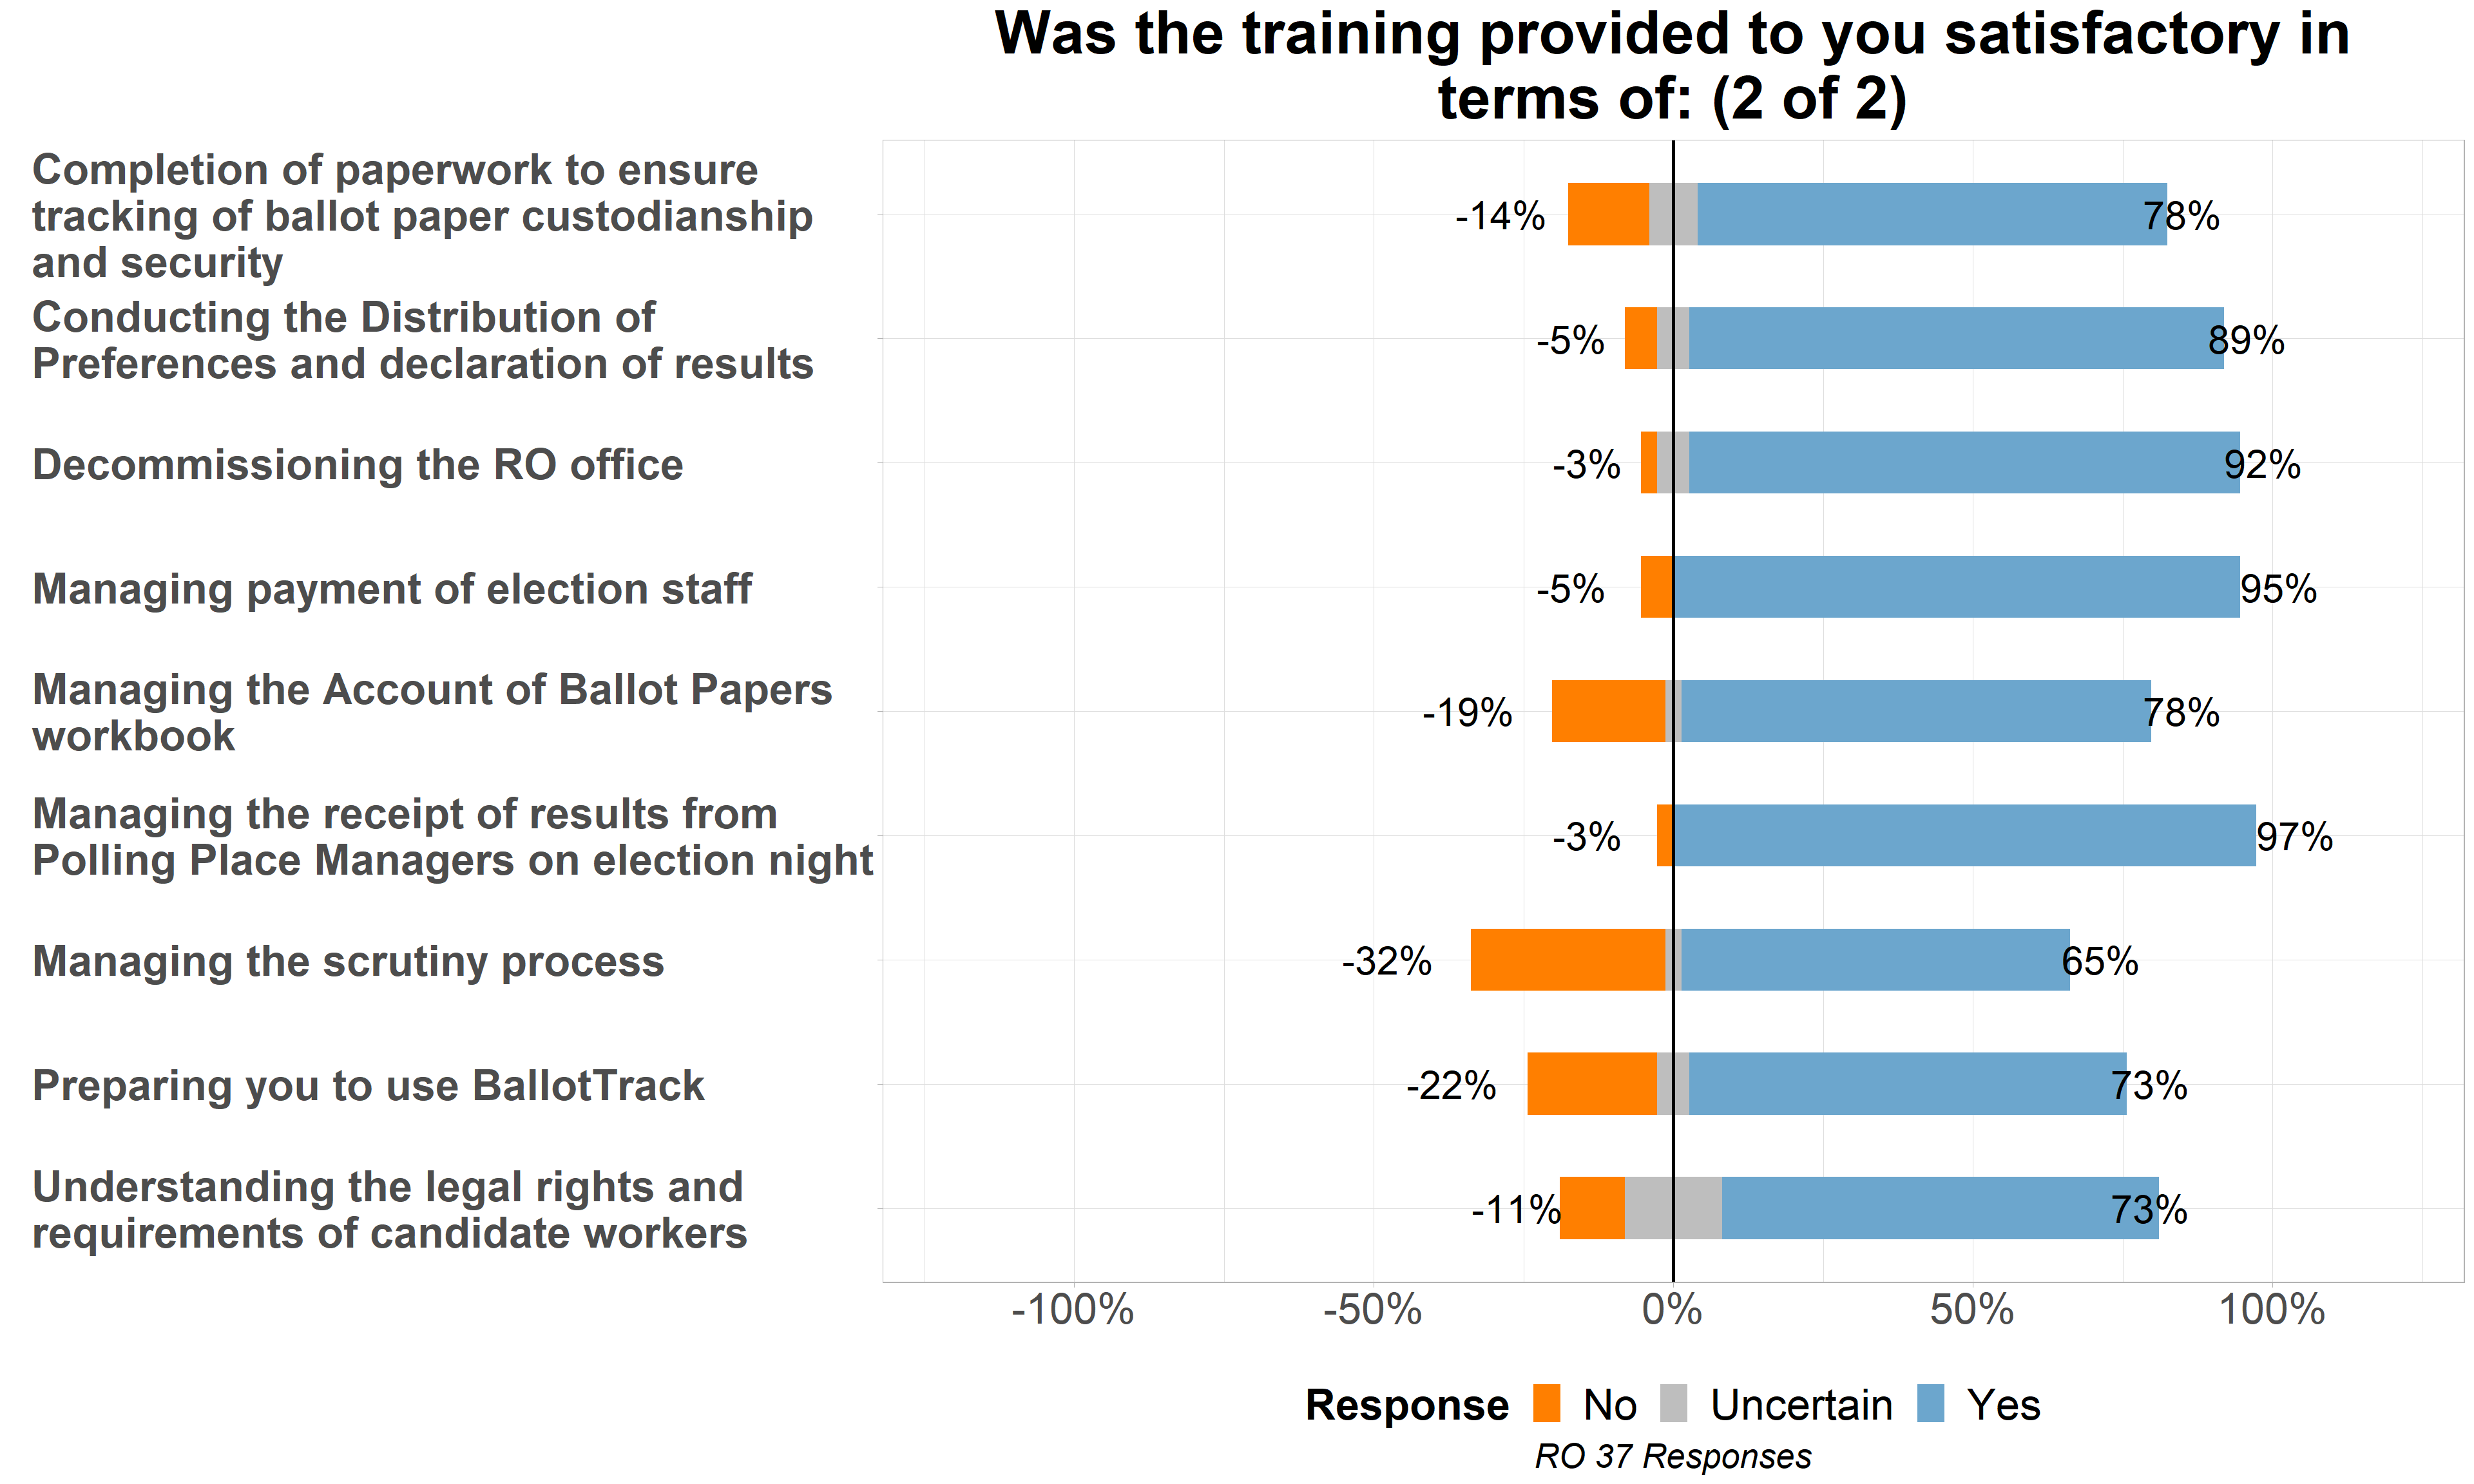 Was the training provided to you satisfactory in
terms of: (2 of 2)
Completion of paperwork to ensure
tracking of ballot paper custodianship
and security
-14%
78%
Conducting the Distribution of
Preferences and declaration of results
-5%
89%
Decommissioning the RO office
-3%
92%
Managing payment of election staff
-5%
95%
Managing the Account of Ballot Papers
workbook
-19%
78%
Managing the receipt of results from
Polling Place Managers on election night
-3%
97%
Managing the scrutiny process
-32%
65%
Preparing you to use BallotTrack
-22%
73%
Understanding the legal rights and
requirements of candidate workers
-11%
73%
-100% -50% 0% 50% 100%
Response No Uncertain Yes
RO 37 Responses